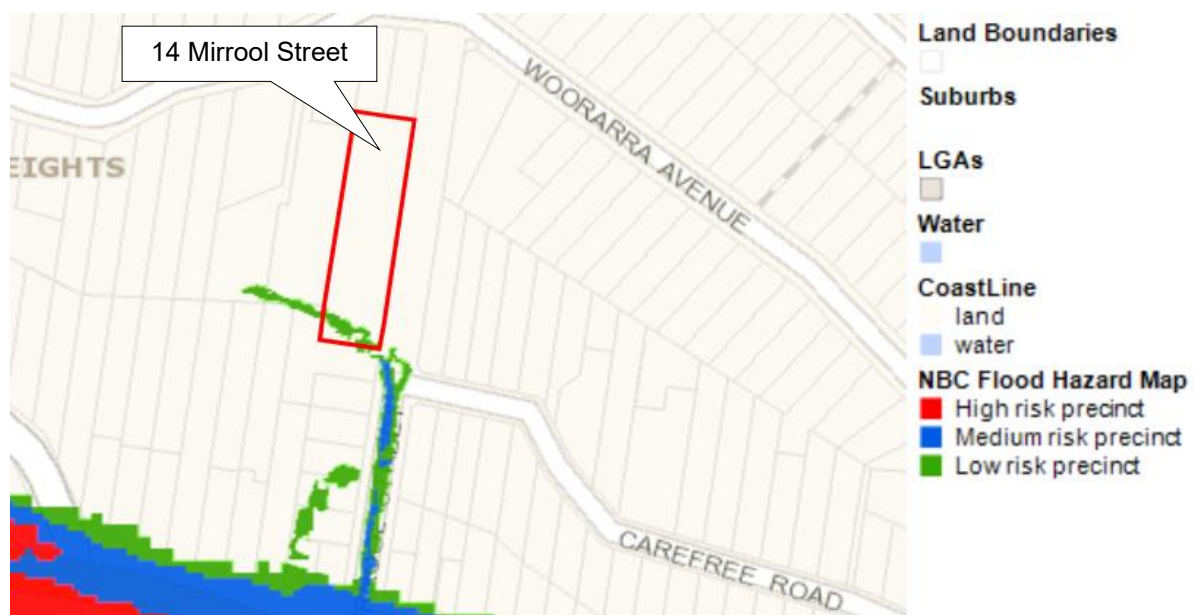 14 Mirrool Street
WOORARRA AVENUE
EIGHTS
CAREFREE ROAD
Land Boundaries
Suburbs
LGAs
Water
CoastLine
land
water
NBC Flood Hazard Map
High risk precinct
Medium risk precinct
Low risk precinct